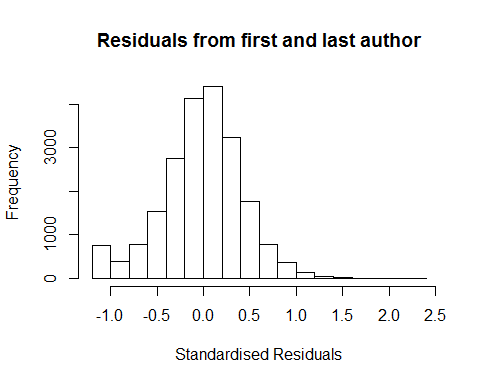 Residuals from first and last author
Frequency
3000
1000
0
-1.0 -0.5 0.0 0.5 1.0 1.5 2.0 2.5
Standardised Residuals